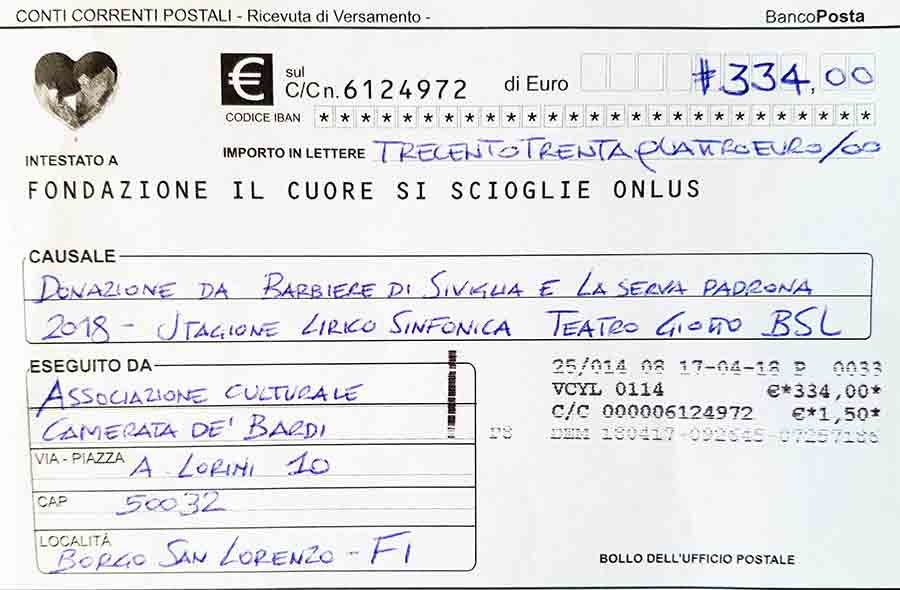 CONTI CORRENTI POSTALI - Ricevuta di Versamento -
BancoPosta
€ sul C/C n. 6124972 di Euro #334,00
CODICE IBAN * * * * * * * * * * * * * * * * * * * * * * * * * * *
INTESTATO A
IMPORTO IN LETTERE TRECENTOTRENTAQUATTROEURO/00
FONDAZIONE IL CUORE SI SCIOGLIE ONLUS
CAUSALE
DONAZIONE DA BARBIERE DI SIVIGLIA E LA SERVA PADRONA
2018 - STAGIONE LIRICO SINFONICA TEATRO GIOTTO BSL
ESEGUITO DA
ASSOCIAZIONE CULTURALE
CAMERATA DE' BARDI
VIA - PIAZZA A. LORINI 10
CAP 50032
LOCALITÀ
BORGO SAN LORENZO - FI
25/014 08 17-04-18 P 0033
VCYL 0114 €*334,00*
C/C 000006124972 €*1,50*
DEM 180417-092645-07257186
BOLLO DELL'UFFICIO POSTALE